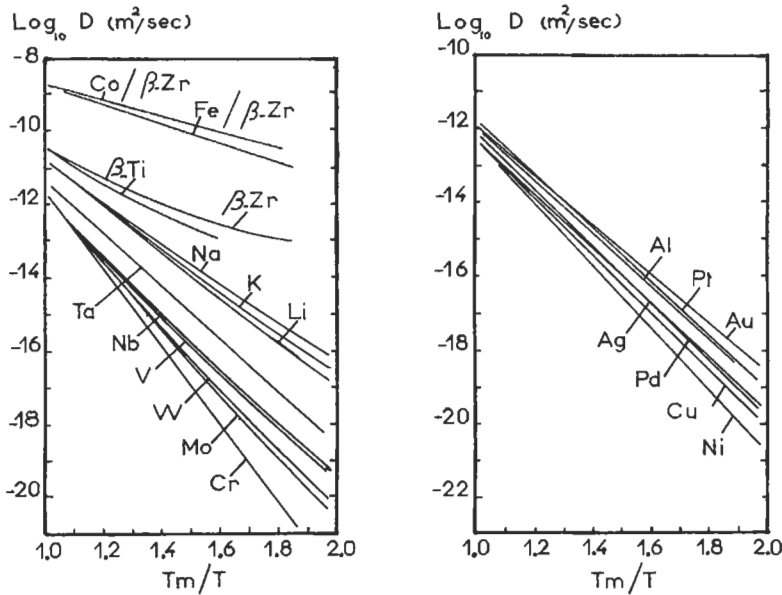 Log₁₀ D (m²/sec)
-8
-10
-12
-14
-16
-18
-20
1.0 1.2 1.4 1.6 1.8 2.0
Tm/T
Co/β-Zr
Fe/β-Zr
β-Ti
β-Zr
Na
K
Li
Ta
Nb
V
W
Mo
Cr
Log₁₀ D (m²/sec)
-10
-12
-14
-16
-18
-20
-22
1.0 1.2 1.4 1.6 1.8 2.0
Tm/T
Al
Pt
Au
Ag
Pd
Cu
Ni